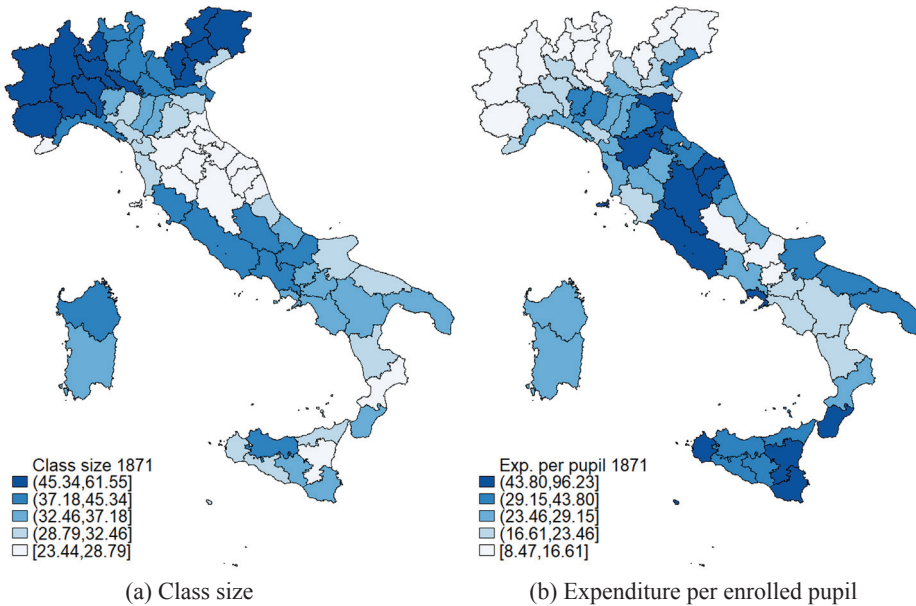 Class size 1871
(45.34,61.55]
(37.18,45.34]
(32.46,37.18]
(28.79,32.46]
[23.44,28.79]
(a) Class size
Exp. per pupil 1871
(43.80,96.23]
(29.15,43.80]
(23.46,29.15]
(16.61,23.46]
[8.47,16.61]
(b) Expenditure per enrolled pupil